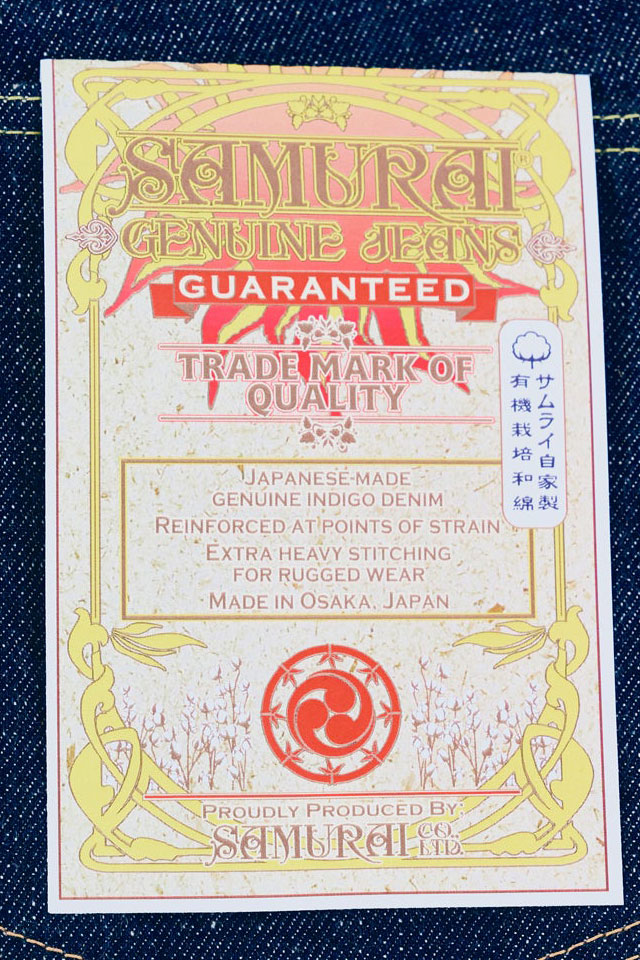 SAMURAI®
GENUINE JEANS
GUARANTEED
TRADE MARK OF
QUALITY
サムライ自家製
有機栽培和綿
JAPANESE-MADE
GENUINE INDIGO DENIM
REINFORCED AT POINTS OF STRAIN
EXTRA HEAVY STITCHING
FOR RUGGED WEAR
MADE IN OSAKA, JAPAN
PROUDLY PRODUCED BY;
SAMURAI CO., LTD.